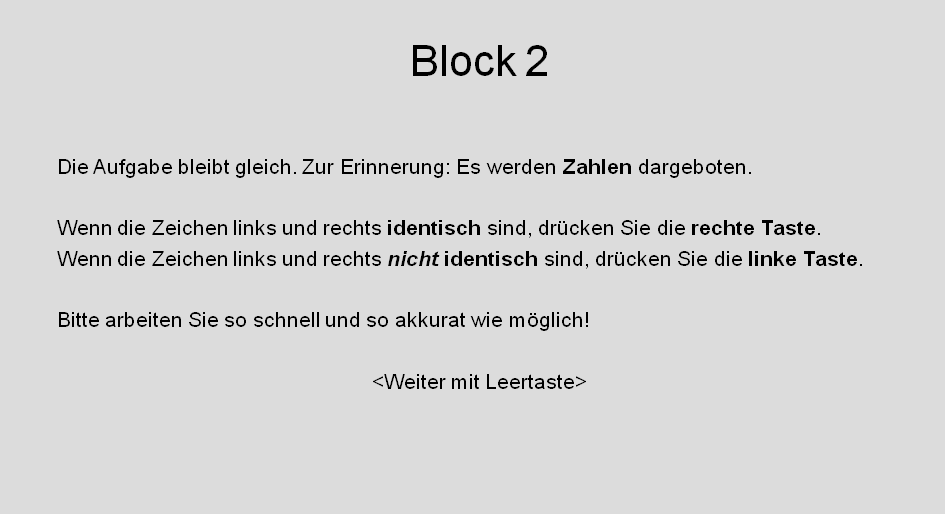 Block 2
Die Aufgabe bleibt gleich. Zur Erinnerung: Es werden Zahlen dargeboten.
Wenn die Zeichen links und rechts identisch sind, drücken Sie die rechte Taste.
Wenn die Zeichen links und rechts nicht identisch sind, drücken Sie die linke Taste.
Bitte arbeiten Sie so schnell und so akkurat wie möglich!
<Weiter mit Leertaste>